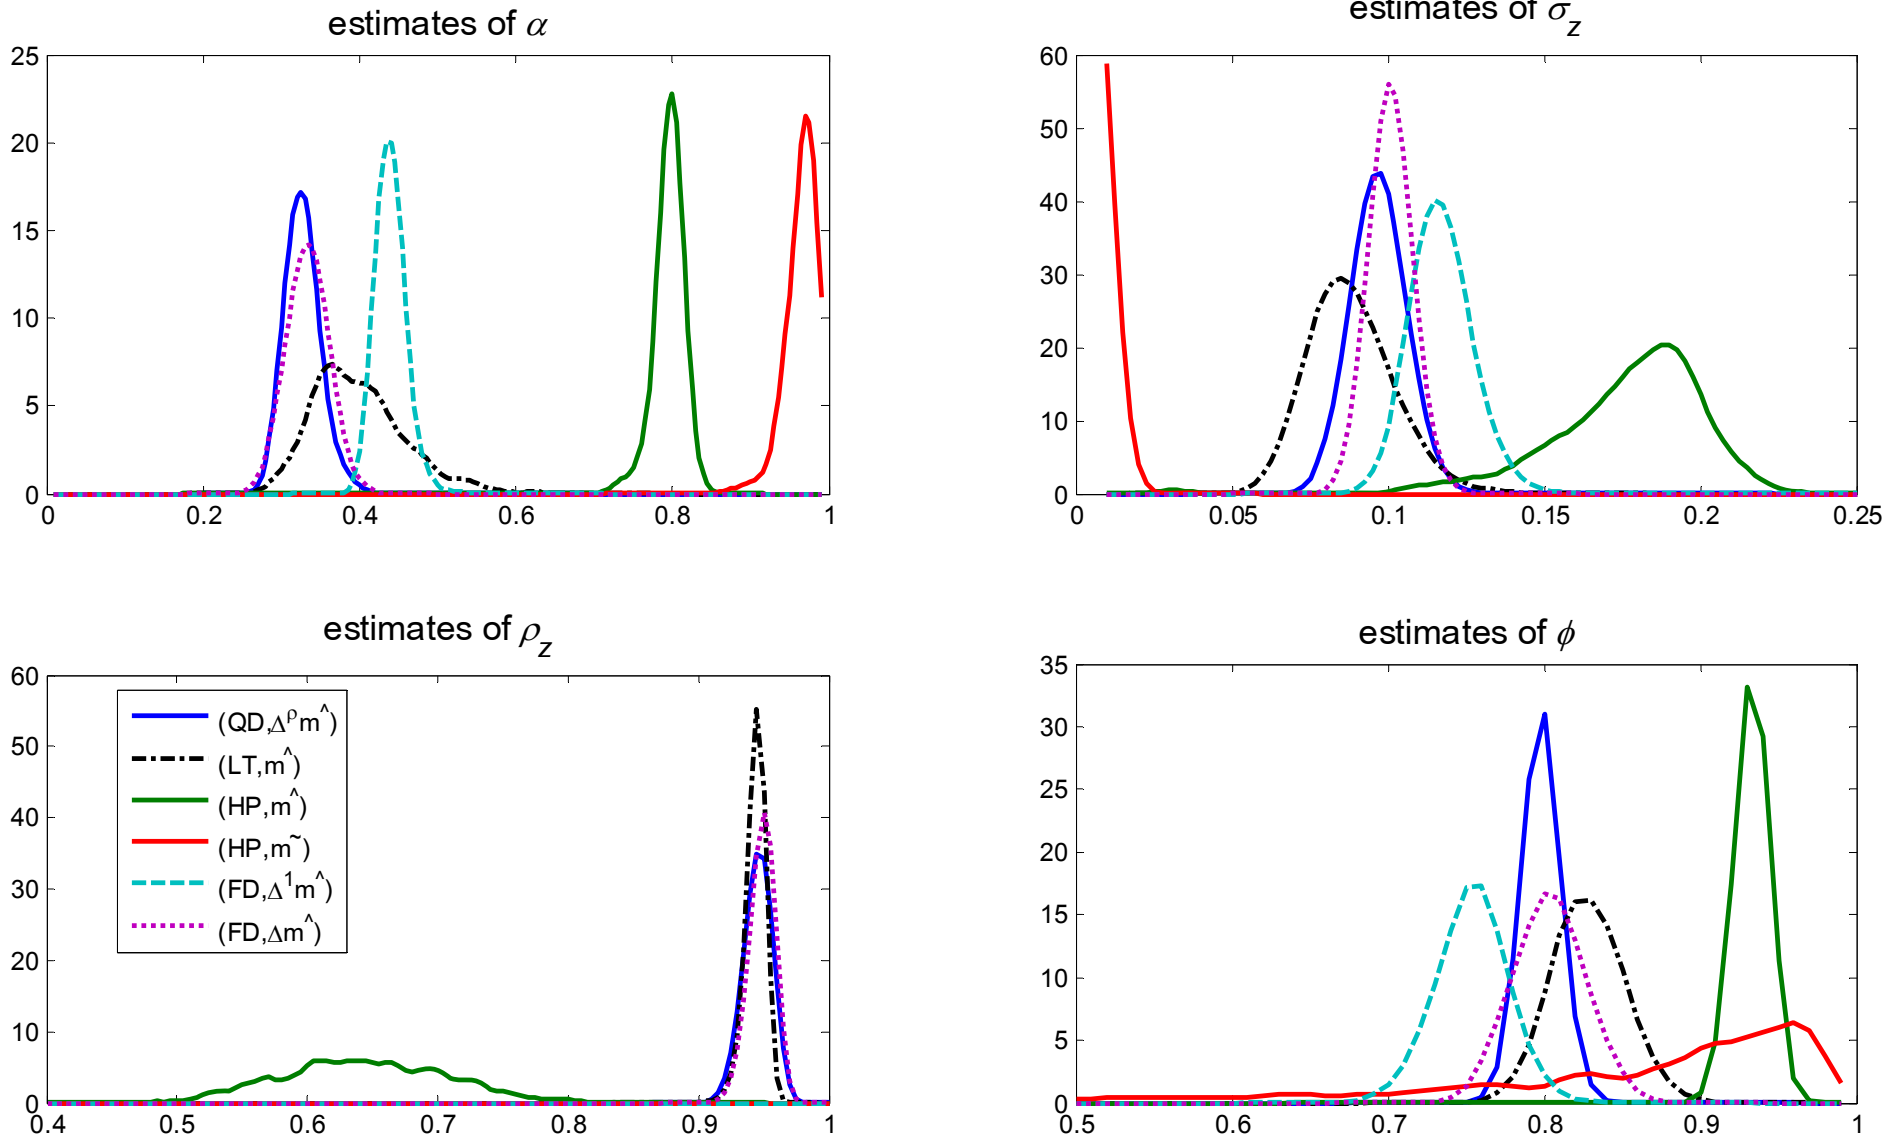 estimates of α
25
20
15
10
5
0
0 0.2 0.4 0.6 0.8 1
estimates of σz
60
50
40
30
20
10
0
0 0.05 0.1 0.15 0.2 0.25
estimates of ρz
60
50
40
30
20
10
0
0.4 0.5 0.6 0.7 0.8 0.9 1
(QD,Δ^ρm^)
(LT,m^)
(HP,m^)
(HP,m~)
(FD,Δ¹m^)
(FD,Δm^)
estimates of ϕ
35
30
25
20
15
10
5
0
0.5 0.6 0.7 0.8 0.9 1